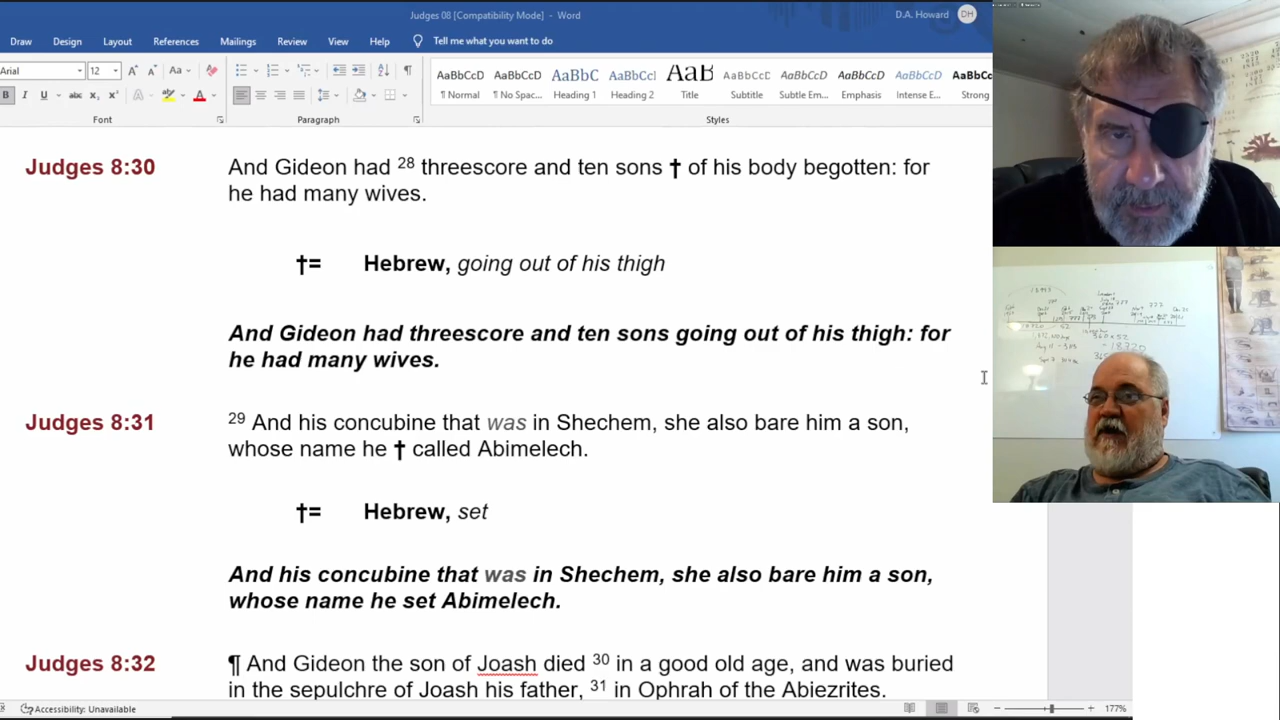 Judges 08 [Compatibility Mode] - Word
D.A. Howard DH
Draw Design Layout References Mailings Review View Help Tell me what you want to do
Arial 12
AaBbCcD AaBbCcD AaBbC AaBbCcI AaB AaBbCcD AaBbCcD AaBbCcD AaBbCcD AaBbCc
¶ Normal ¶ No Spac... Heading 1 Heading 2 Title Subtitle Subtle Em... Emphasis Intense E... Strong
Font Paragraph Styles
Judges 8:30 And Gideon had 28 threescore and ten sons † of his body begotten: for
he had many wives.
†= Hebrew, going out of his thigh
And Gideon had threescore and ten sons going out of his thigh: for
he had many wives.
Judges 8:31 29 And his concubine that was in Shechem, she also bare him a son,
whose name he † called Abimelech.
†= Hebrew, set
And his concubine that was in Shechem, she also bare him a son,
whose name he set Abimelech.
Judges 8:32 ¶ And Gideon the son of Joash died 30 in a good old age, and was buried
in the sepulchre of Joash his father, 31 in Ophrah of the Abiezrites.
Accessibility: Unavailable 177%